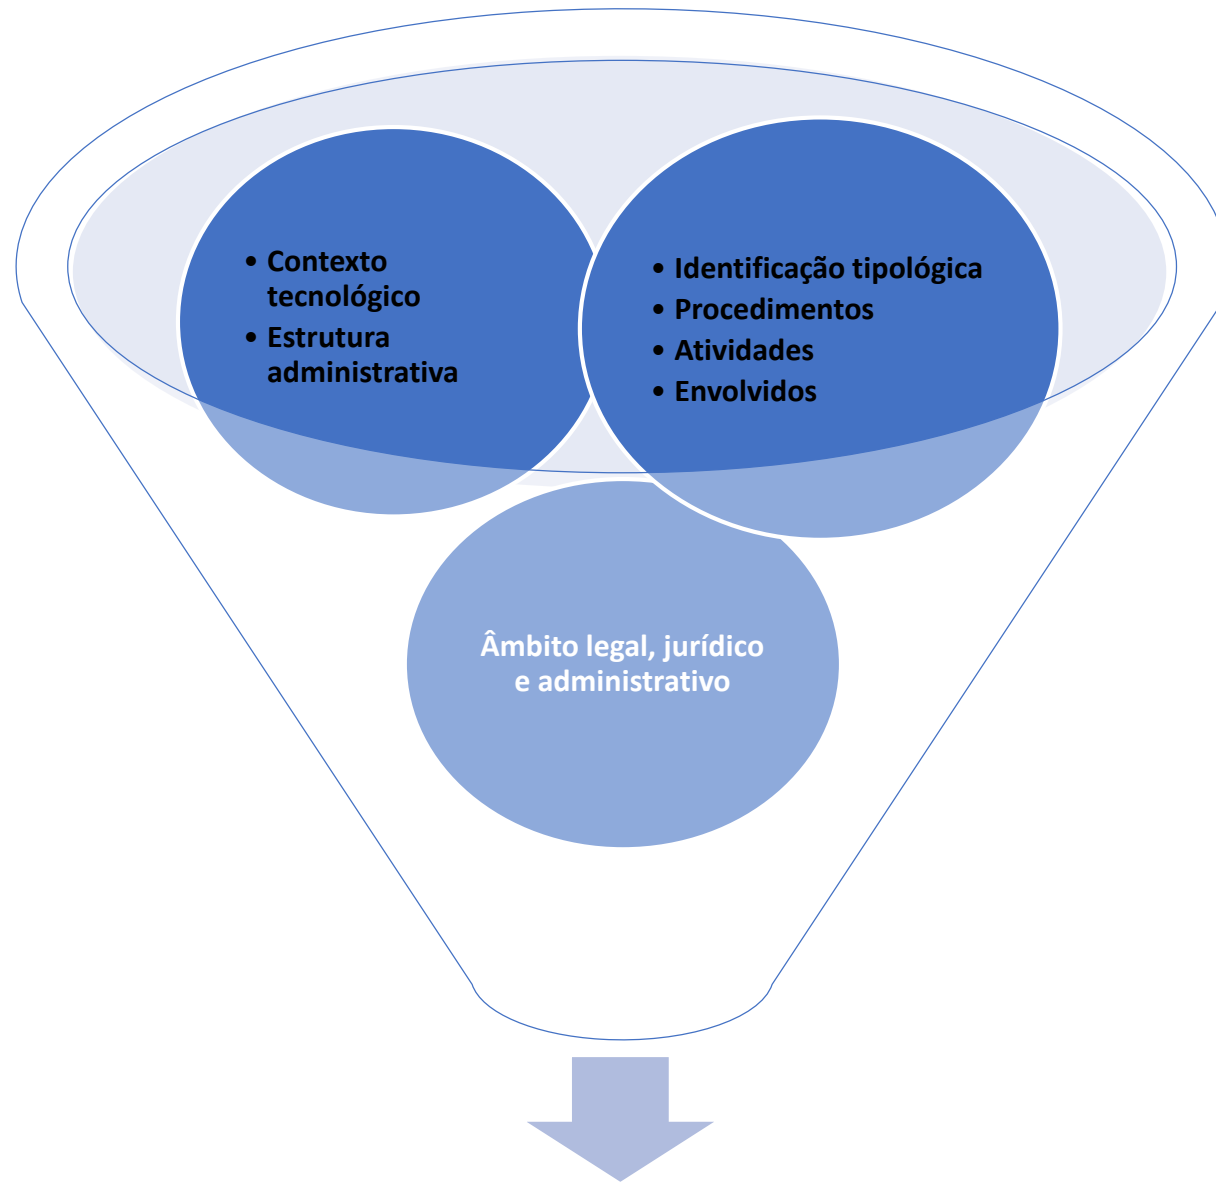 • Contexto
tecnológico
• Estrutura
administrativa
• Identificação tipológica
• Procedimentos
• Atividades
• Envolvidos
Âmbito legal, jurídico
e administrativo